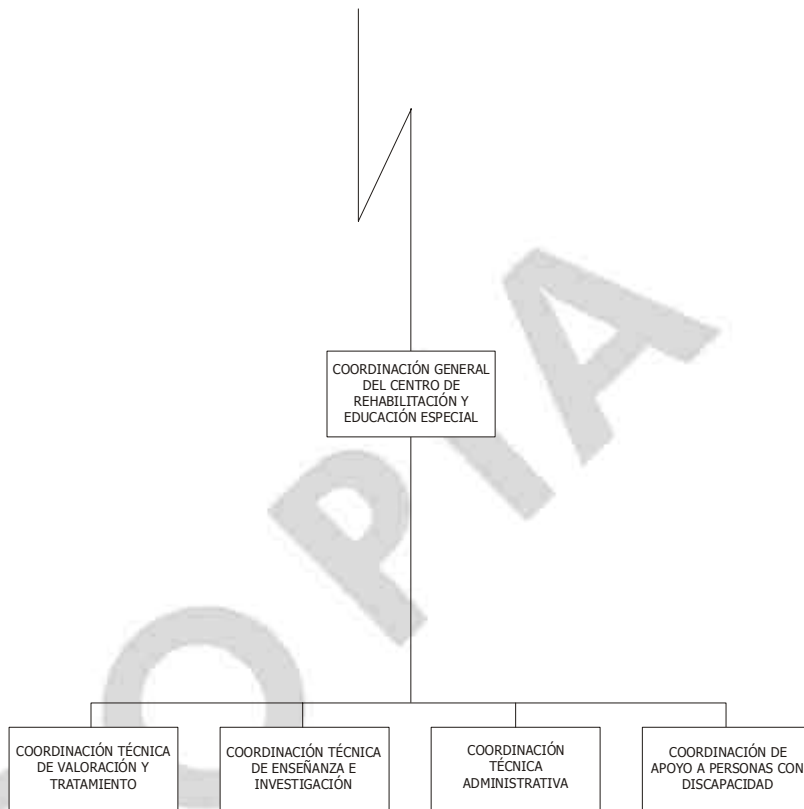 COORDINACIÓN GENERAL
DEL CENTRO DE
REHABILITACIÓN Y
EDUCACIÓN ESPECIAL
COORDINACIÓN TÉCNICA
DE VALORACIÓN Y
TRATAMIENTO
COORDINACIÓN TÉCNICA
DE ENSEÑANZA E
INVESTIGACIÓN
COORDINACIÓN
TÉCNICA
ADMINISTRATIVA
COORDINACIÓN DE
APOYO A PERSONAS CON
DISCAPACIDAD
OPIA